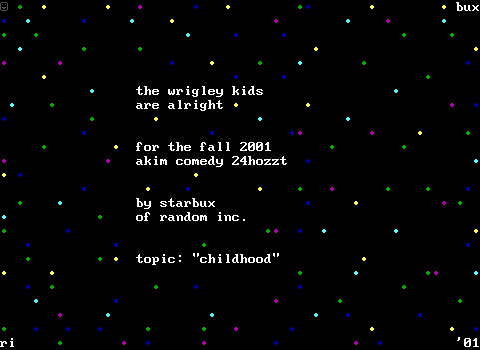 bux
the wrigley kids
are alright
for the fall 2001
akim comedy 24hozzt
by starbux
of random inc.
topic: "childhood"
ri
'01